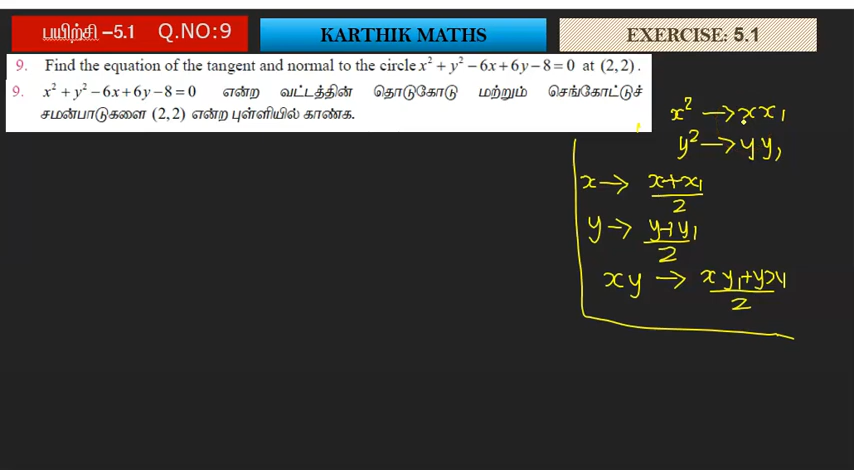 பயிற்சி –5.1 Q.NO:9
KARTHIK MATHS
EXERCISE: 5.1
9. Find the equation of the tangent and normal to the circle x² + y² − 6x + 6y − 8 = 0 at (2, 2) .
9. x² + y² − 6x + 6y − 8 = 0 என்ற வட்டத்தின் தொடுகோடு மற்றும் செங்கோட்டுச்
சமன்பாடுகளை (2, 2) என்ற புள்ளியில் காண்க.
x² → xx₁
y² → yy₁
x → (x+x₁)/2
y → (y+y₁)/2
xy → (xy₁+yx₁)/2